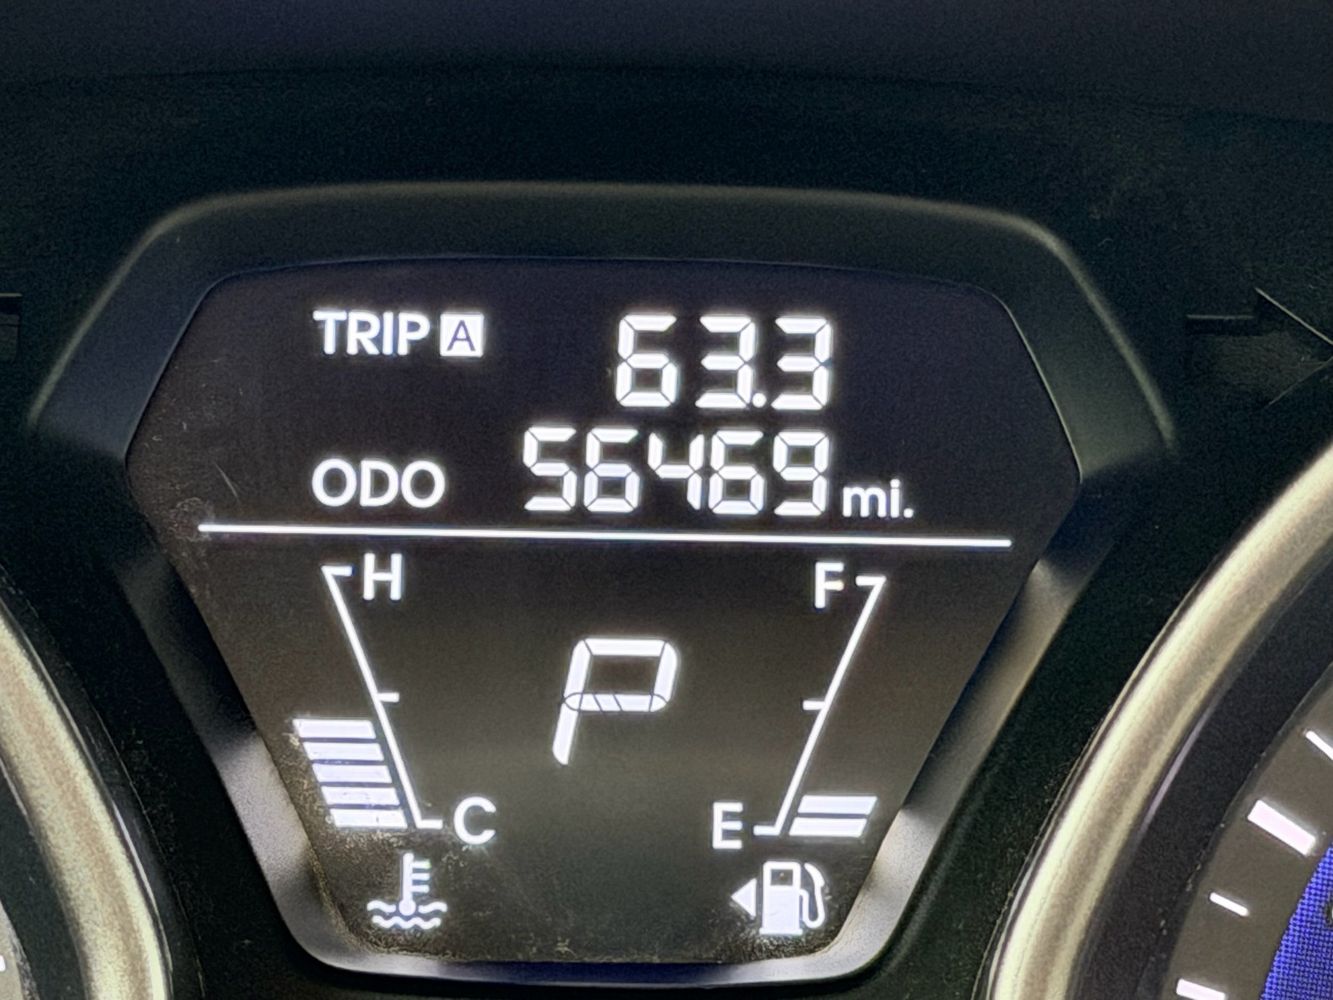 TRIP A 63.3
ODO 56469 mi.
H F
P
C E